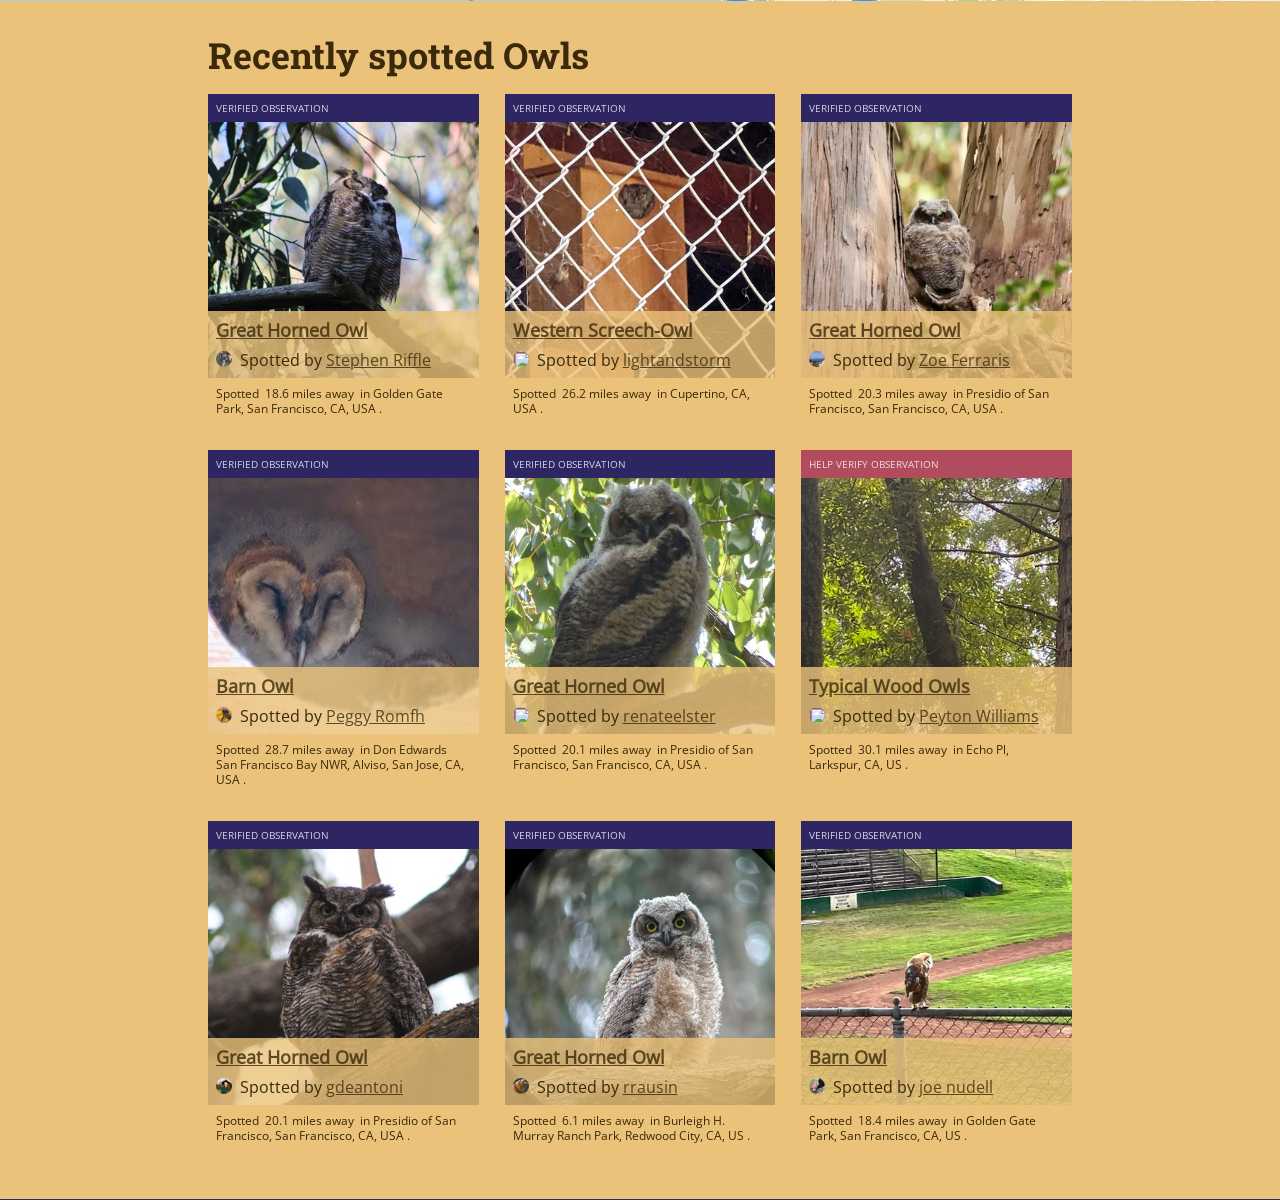 Recently spotted Owls
VERIFIED OBSERVATION
Great Horned Owl
Spotted by Stephen Riffle
Spotted 18.6 miles away in Golden Gate
Park, San Francisco, CA, USA .
VERIFIED OBSERVATION
Western Screech-Owl
Spotted by lightandstorm
Spotted 26.2 miles away in Cupertino, CA,
USA .
VERIFIED OBSERVATION
Great Horned Owl
Spotted by Zoe Ferraris
Spotted 20.3 miles away in Presidio of San
Francisco, San Francisco, CA, USA .
VERIFIED OBSERVATION
Barn Owl
Spotted by Peggy Romfh
Spotted 28.7 miles away in Don Edwards
San Francisco Bay NWR, Alviso, San Jose, CA,
USA .
VERIFIED OBSERVATION
Great Horned Owl
Spotted by renateelster
Spotted 20.1 miles away in Presidio of San
Francisco, San Francisco, CA, USA .
HELP VERIFY OBSERVATION
Typical Wood Owls
Spotted by Peyton Williams
Spotted 30.1 miles away in Echo Pl,
Larkspur, CA, US .
VERIFIED OBSERVATION
Great Horned Owl
Spotted by gdeantoni
Spotted 20.1 miles away in Presidio of San
Francisco, San Francisco, CA, USA .
VERIFIED OBSERVATION
Great Horned Owl
Spotted by rrausin
Spotted 6.1 miles away in Burleigh H.
Murray Ranch Park, Redwood City, CA, US .
VERIFIED OBSERVATION
Barn Owl
Spotted by joe nudell
Spotted 18.4 miles away in Golden Gate
Park, San Francisco, CA, US .